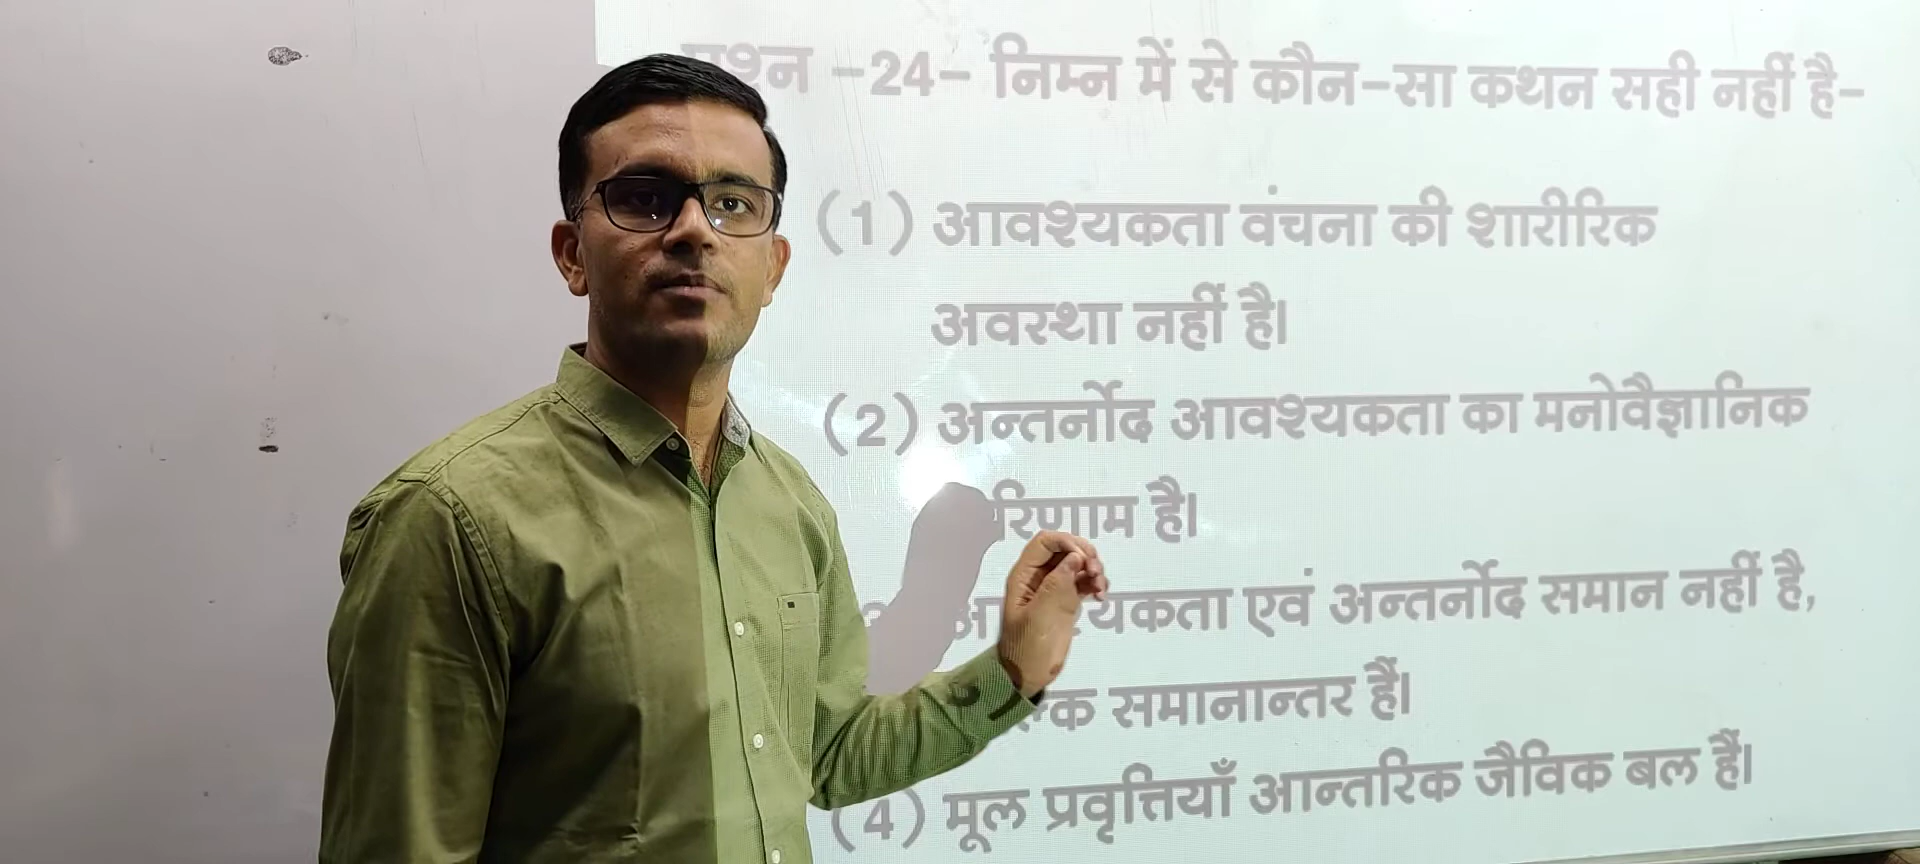 प्रश्न -24- निम्न में से कौन-सा कथन सही नहीं है-
(1) आवश्यकता वंचना की शारीरिक
अवस्था नहीं है।
(2) अन्तर्नोद आवश्यकता का मनोवैज्ञानिक
है।
एवं अन्तर्नोद समान नहीं है,
समानान्तर हैं।
(4) मूल प्रवृत्तियाँ आन्तरिक जैविक बल हैं।